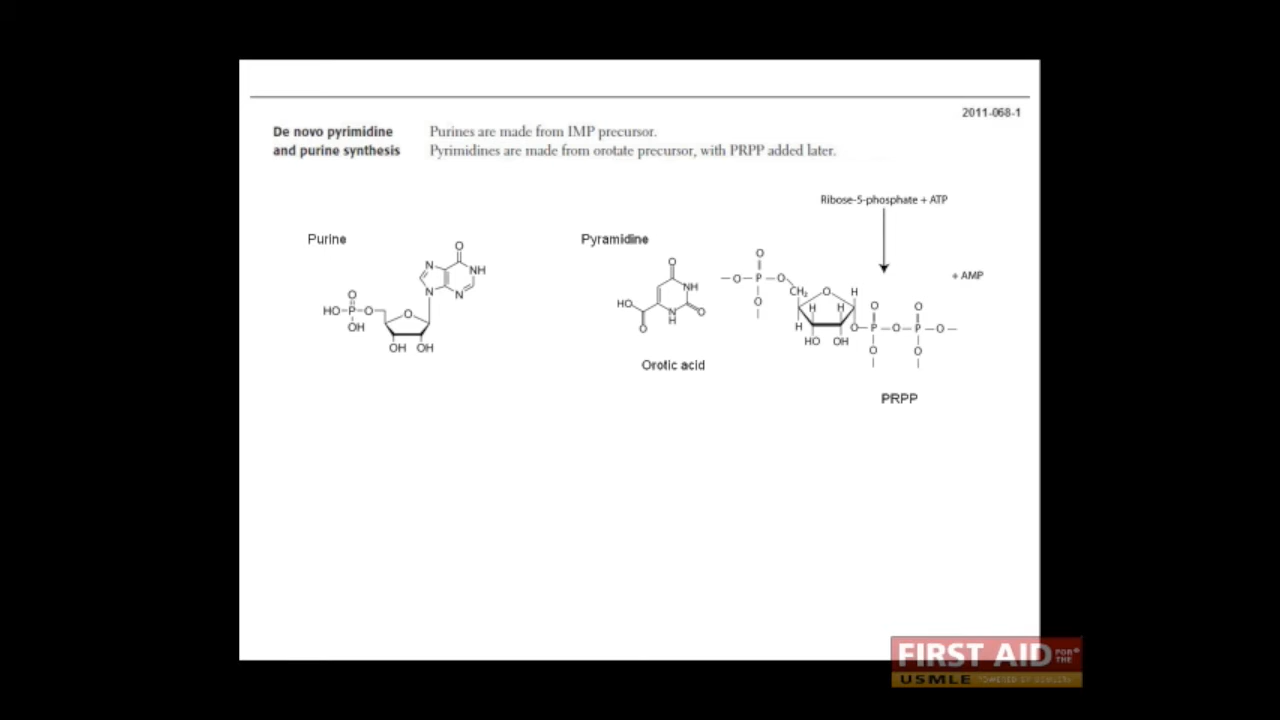 2011-068-1
De novo pyrimidine
and purine synthesis
Purines are made from IMP precursor.
Pyrimidines are made from orotate precursor, with PRPP added later.
Ribose-5-phosphate + ATP
Purine
Pyramidine
+ AMP
O
N
NH
N
N
O
HO-P-O
OH
O
OH OH
O
NH
HO
N
H
O
O
Orotic acid
O
-O-P-O
O
CH2
O
H
H H
H
HO OH
O O
O-P-O-P-O-
O O
PRPP
FIRST AID FOR THE
USMLE